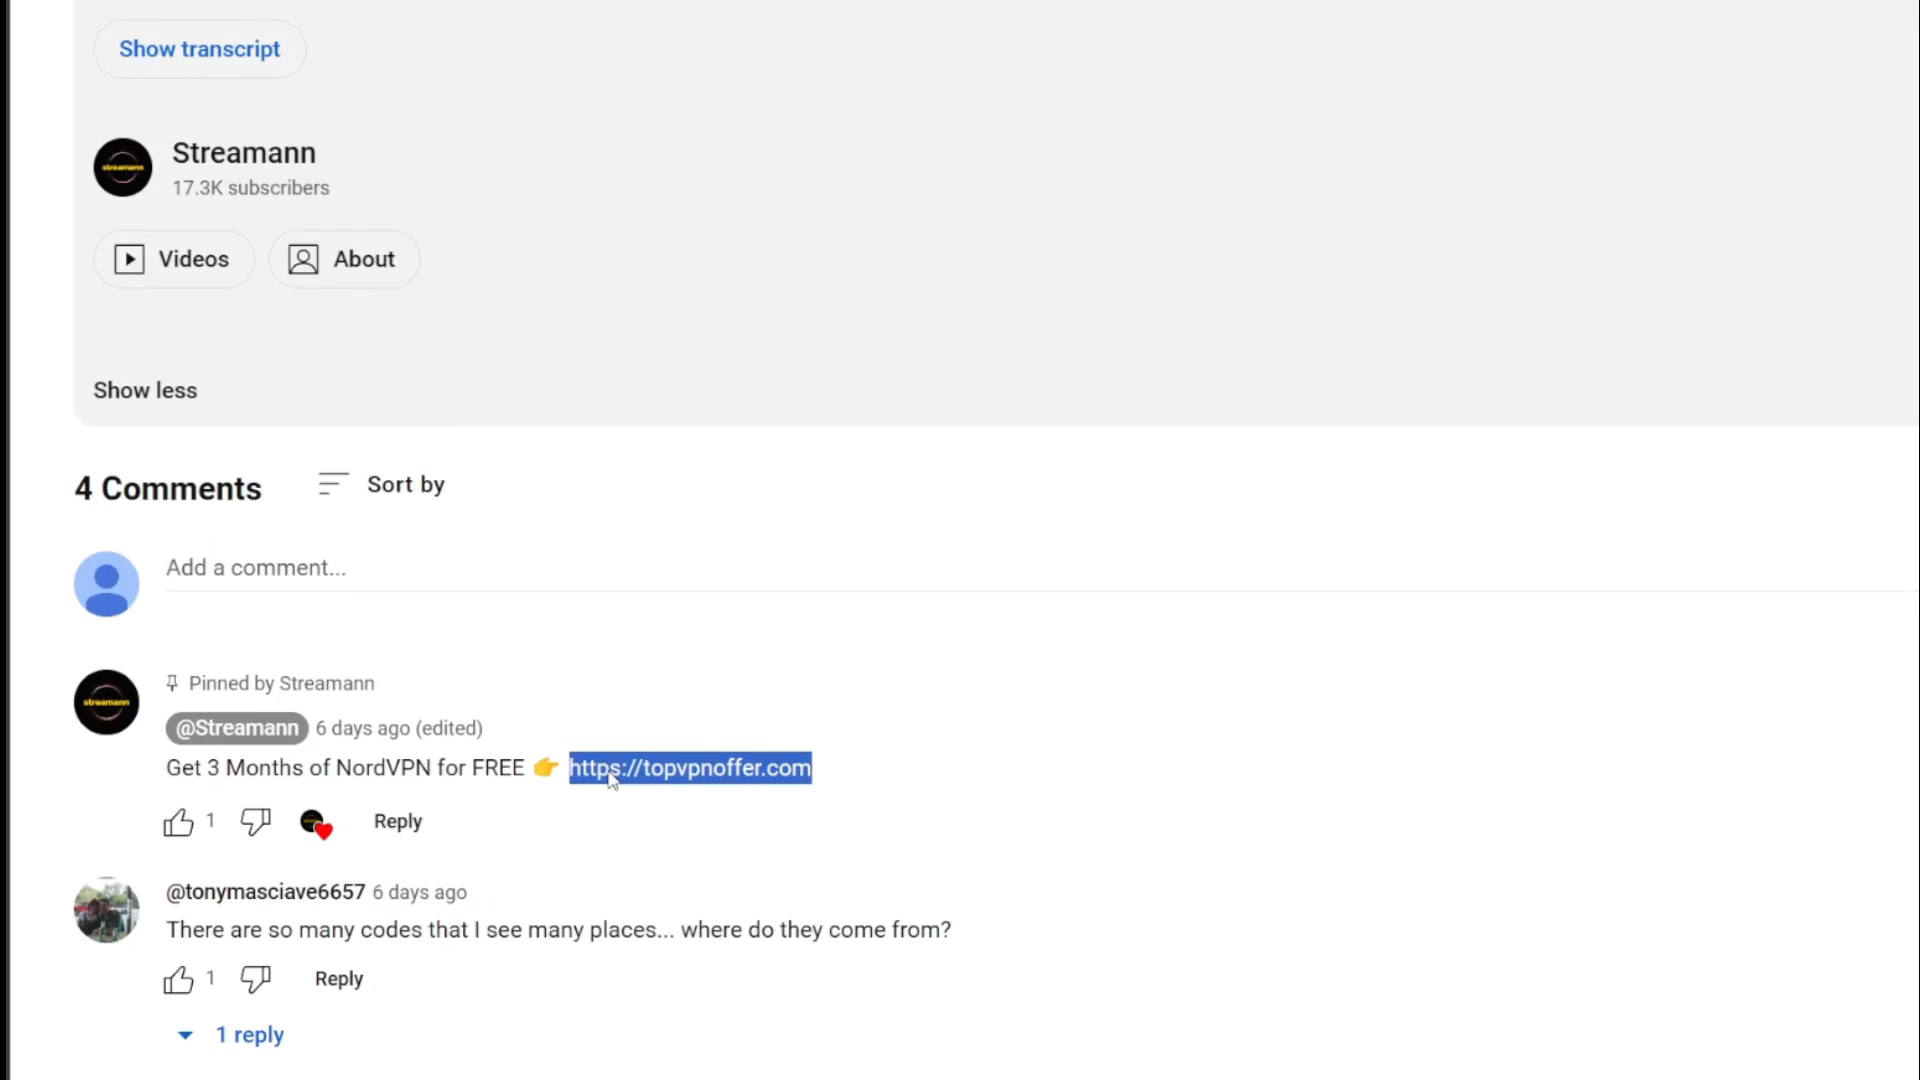 Show transcript
streamann
Streamann
17.3K subscribers
Videos
About
Show less
4 Comments
Sort by
Add a comment...
streamann
Pinned by Streamann
@Streamann 6 days ago (edited)
Get 3 Months of NordVPN for FREE 👉 https://topvpnoffer.com
1
Reply
@tonymasciave6657 6 days ago
There are so many codes that I see many places... where do they come from?
1
Reply
1 reply